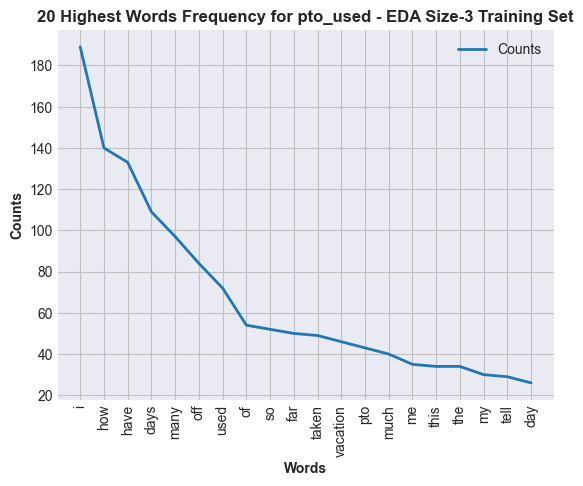 20 Highest Words Frequency for pto_used - EDA Size-3 Training Set
Counts
180
160
140
120
100
80
60
40
20
Counts
i
how
have
days
many
off
used
of
so
far
taken
vacation
pto
much
me
this
the
my
tell
day
Words